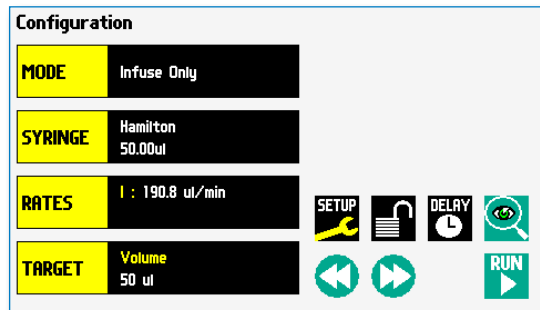 Configuration
MODE
Infuse Only
SYRINGE
Hamilton
50.00ul
RATES
I : 190.8 ul/min
TARGET
Volume
50 ul
SETUP
DELAY
RUN